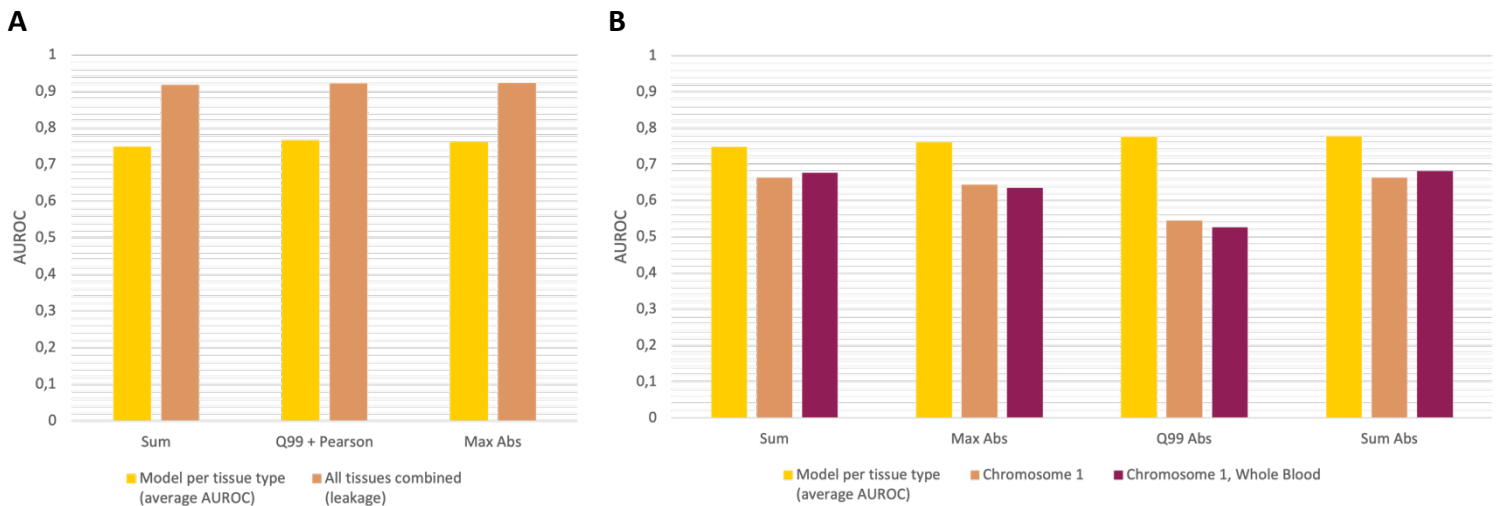 A
AUROC
1
0,9
0,8
0,7
0,6
0,5
0,4
0,3
0,2
0,1
0
Sum
Q99 + Pearson
Max Abs
Model per tissue type
(average AUROC)
All tissues combined
(leakage)
B
AUROC
1
0,9
0,8
0,7
0,6
0,5
0,4
0,3
0,2
0,1
0
Sum
Max Abs
Q99 Abs
Sum Abs
Model per tissue type
(average AUROC)
Chromosome 1
Chromosome 1, Whole Blood